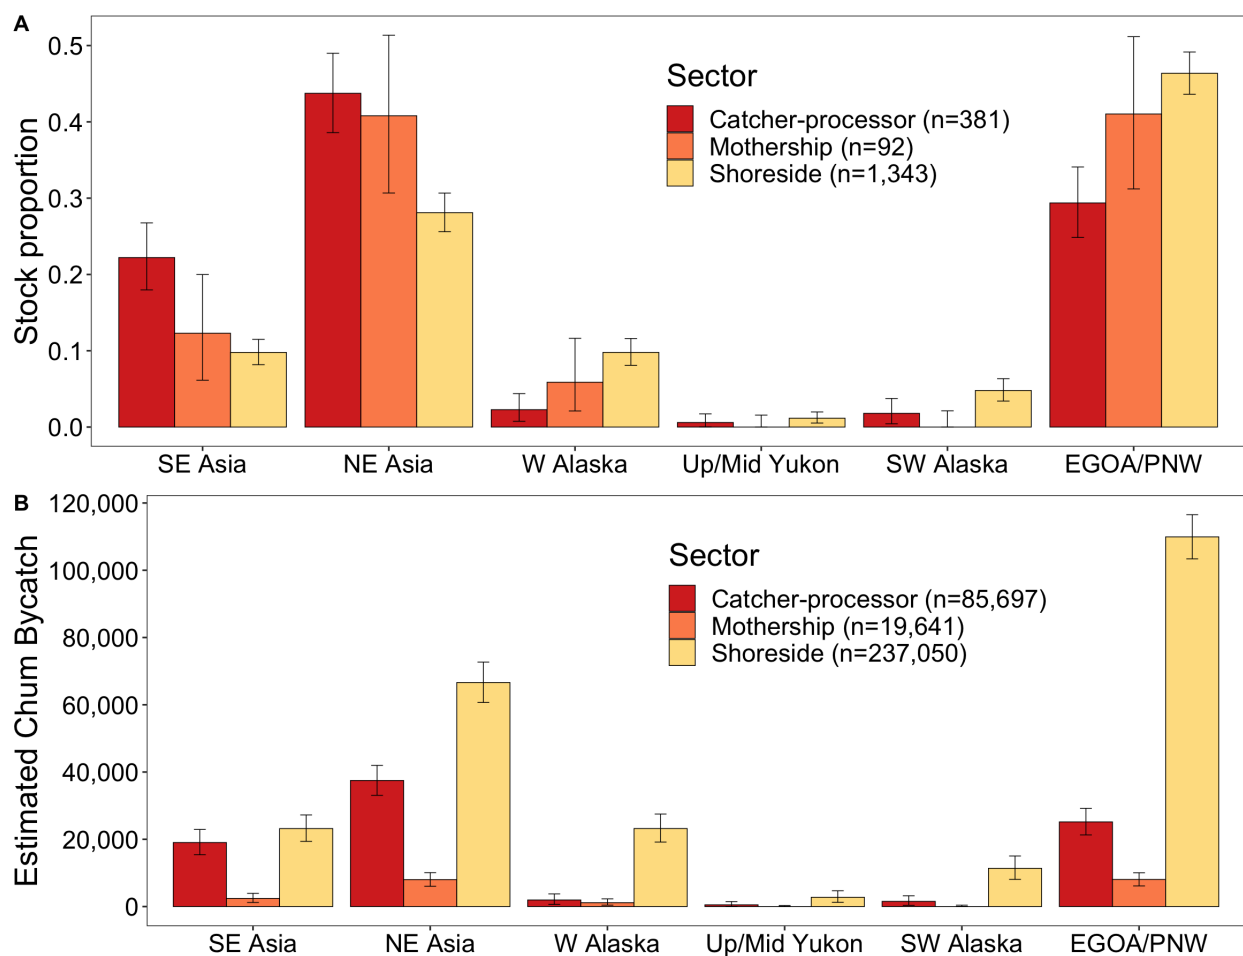 A
Stock proportion
0.5
0.4
0.3
0.2
0.1
0.0
Sector
Catcher-processor (n=381)
Mothership (n=92)
Shoreside (n=1,343)
SE Asia NE Asia W Alaska Up/Mid Yukon SW Alaska EGOA/PNW
B
Estimated Chum Bycatch
120,000
100,000
80,000
60,000
40,000
20,000
0
Sector
Catcher-processor (n=85,697)
Mothership (n=19,641)
Shoreside (n=237,050)
SE Asia NE Asia W Alaska Up/Mid Yukon SW Alaska EGOA/PNW